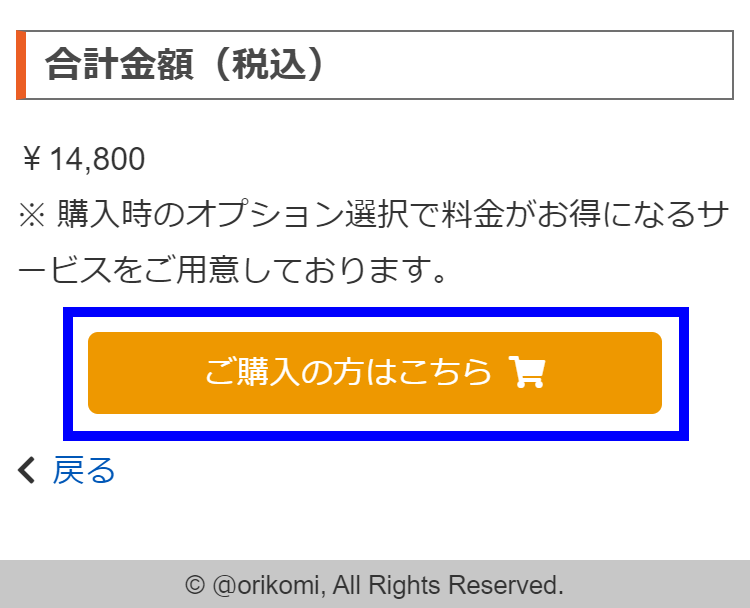 合計金額（税込）
￥14,800
※ 購入時のオプション選択で料金がお得になるサ
ービスをご用意しております。
ご購入の方はこちら
戻る
© @orikomi, All Rights Reserved.